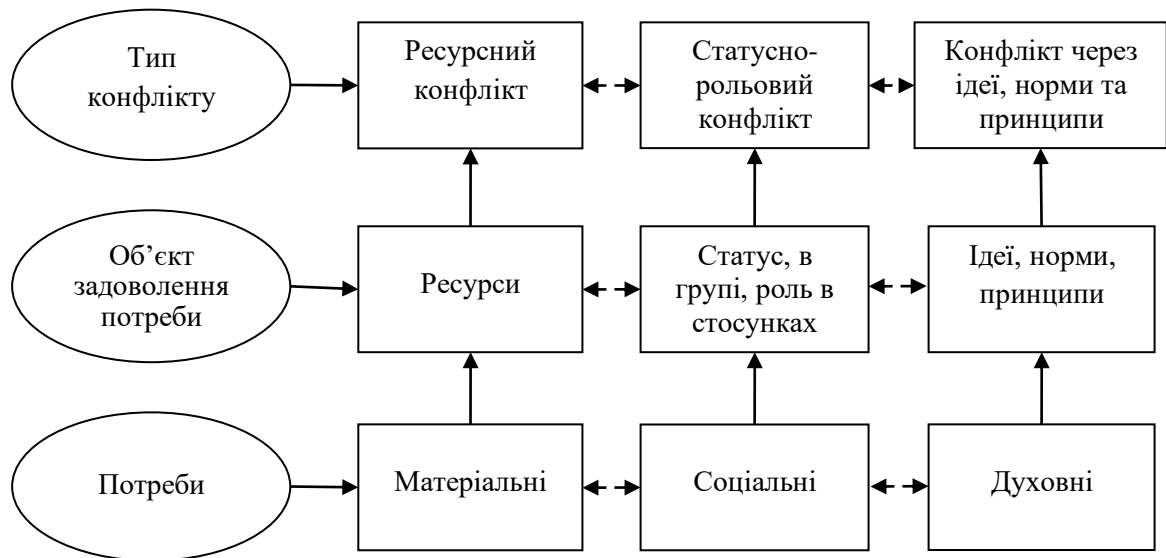 Тип
конфлікту
Ресурсний
конфлікт
Статусно-
рольовий
конфлікт
Конфлікт через
ідеї, норми та
принципи
Об’єкт
задоволення
потреби
Ресурси
Статус, в
групі, роль в
стосунках
Ідеї, норми,
принципи
Потреби
Матеріальні
Соціальні
Духовні